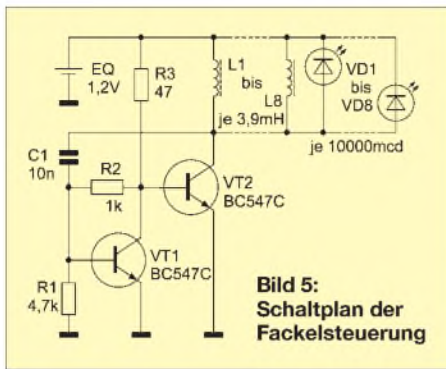 EQ
1,2V
R3
47
L1
bis
L8
je 3,9mH
VD1
bis
VD8
je 10000mcd
C1
10n
R2
1k
VT2
BC547C
VT1
BC547C
R1
4,7k
Bild 5:
Schaltplan der
Fackelsteuerung